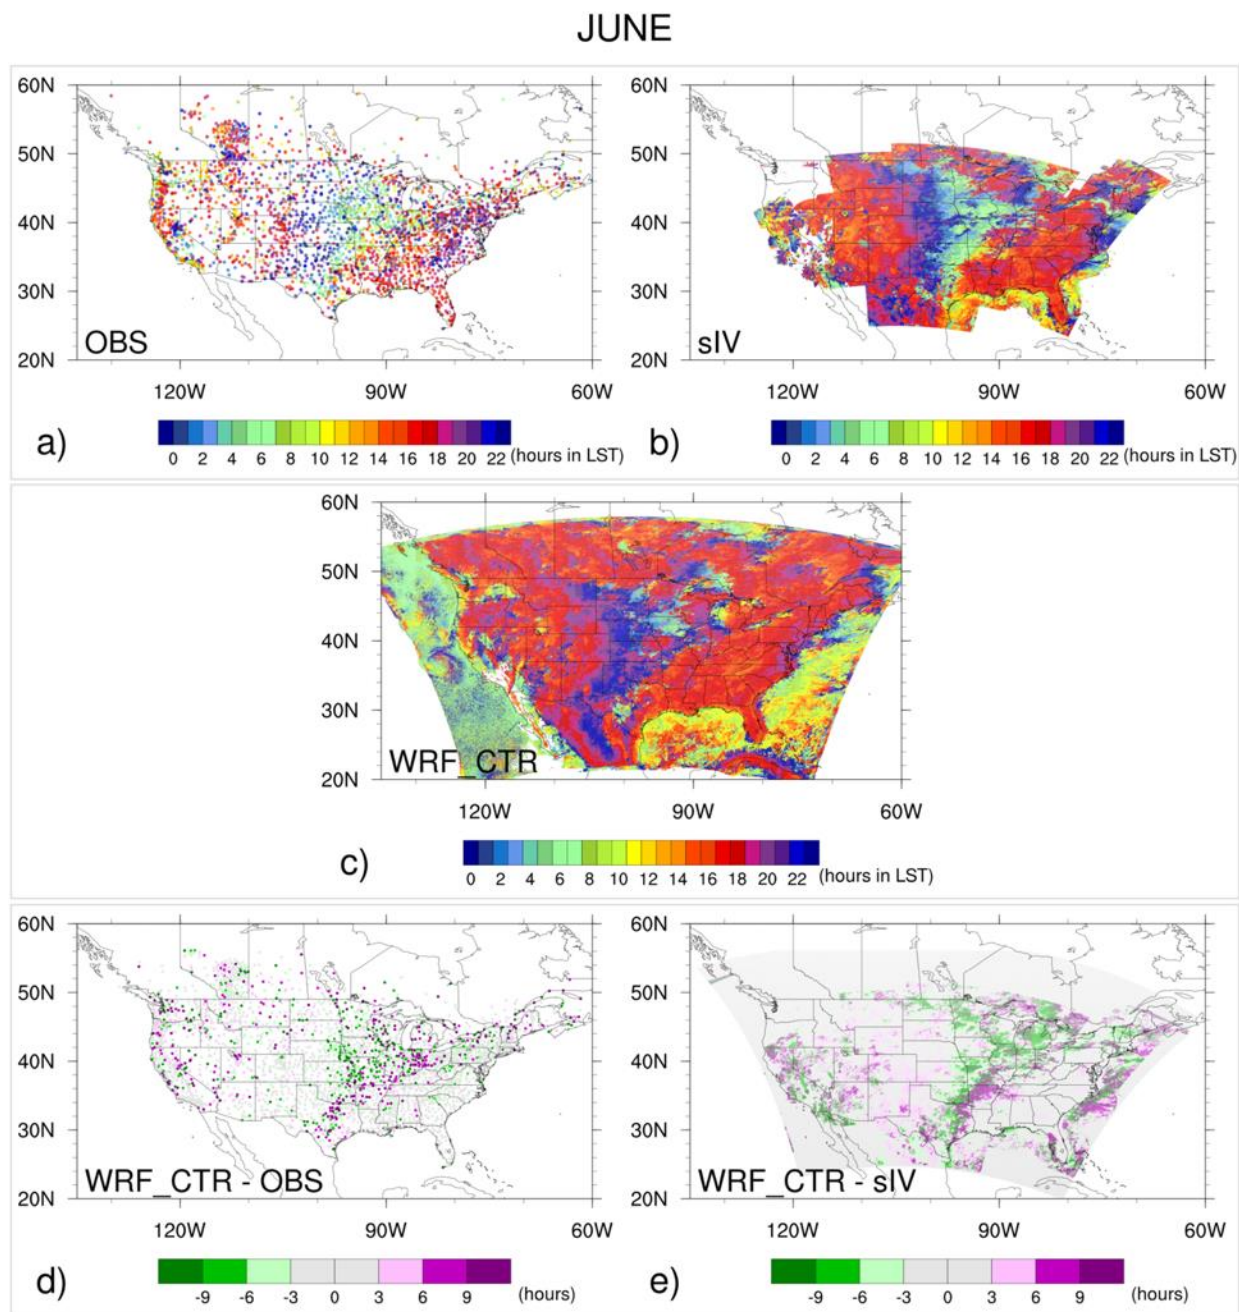 JUNE
60N
50N
40N
30N
20N
OBS
120W 90W 60W
a)
0 2 4 6 8 10 12 14 16 18 20 22 (hours in LST)
60N
50N
40N
30N
20N
sIV
120W 90W 60W
b)
0 2 4 6 8 10 12 14 16 18 20 22 (hours in LST)
60N
50N
40N
30N
20N
WRF_CTR
120W 90W 60W
c)
0 2 4 6 8 10 12 14 16 18 20 22 (hours in LST)
60N
50N
40N
30N
20N
WRF_CTR - OBS
120W 90W 60W
d)
-9 -6 -3 0 3 6 9 (hours)
60N
50N
40N
30N
20N
WRF_CTR - sIV
120W 90W 60W
e)
-9 -6 -3 0 3 6 9 (hours)